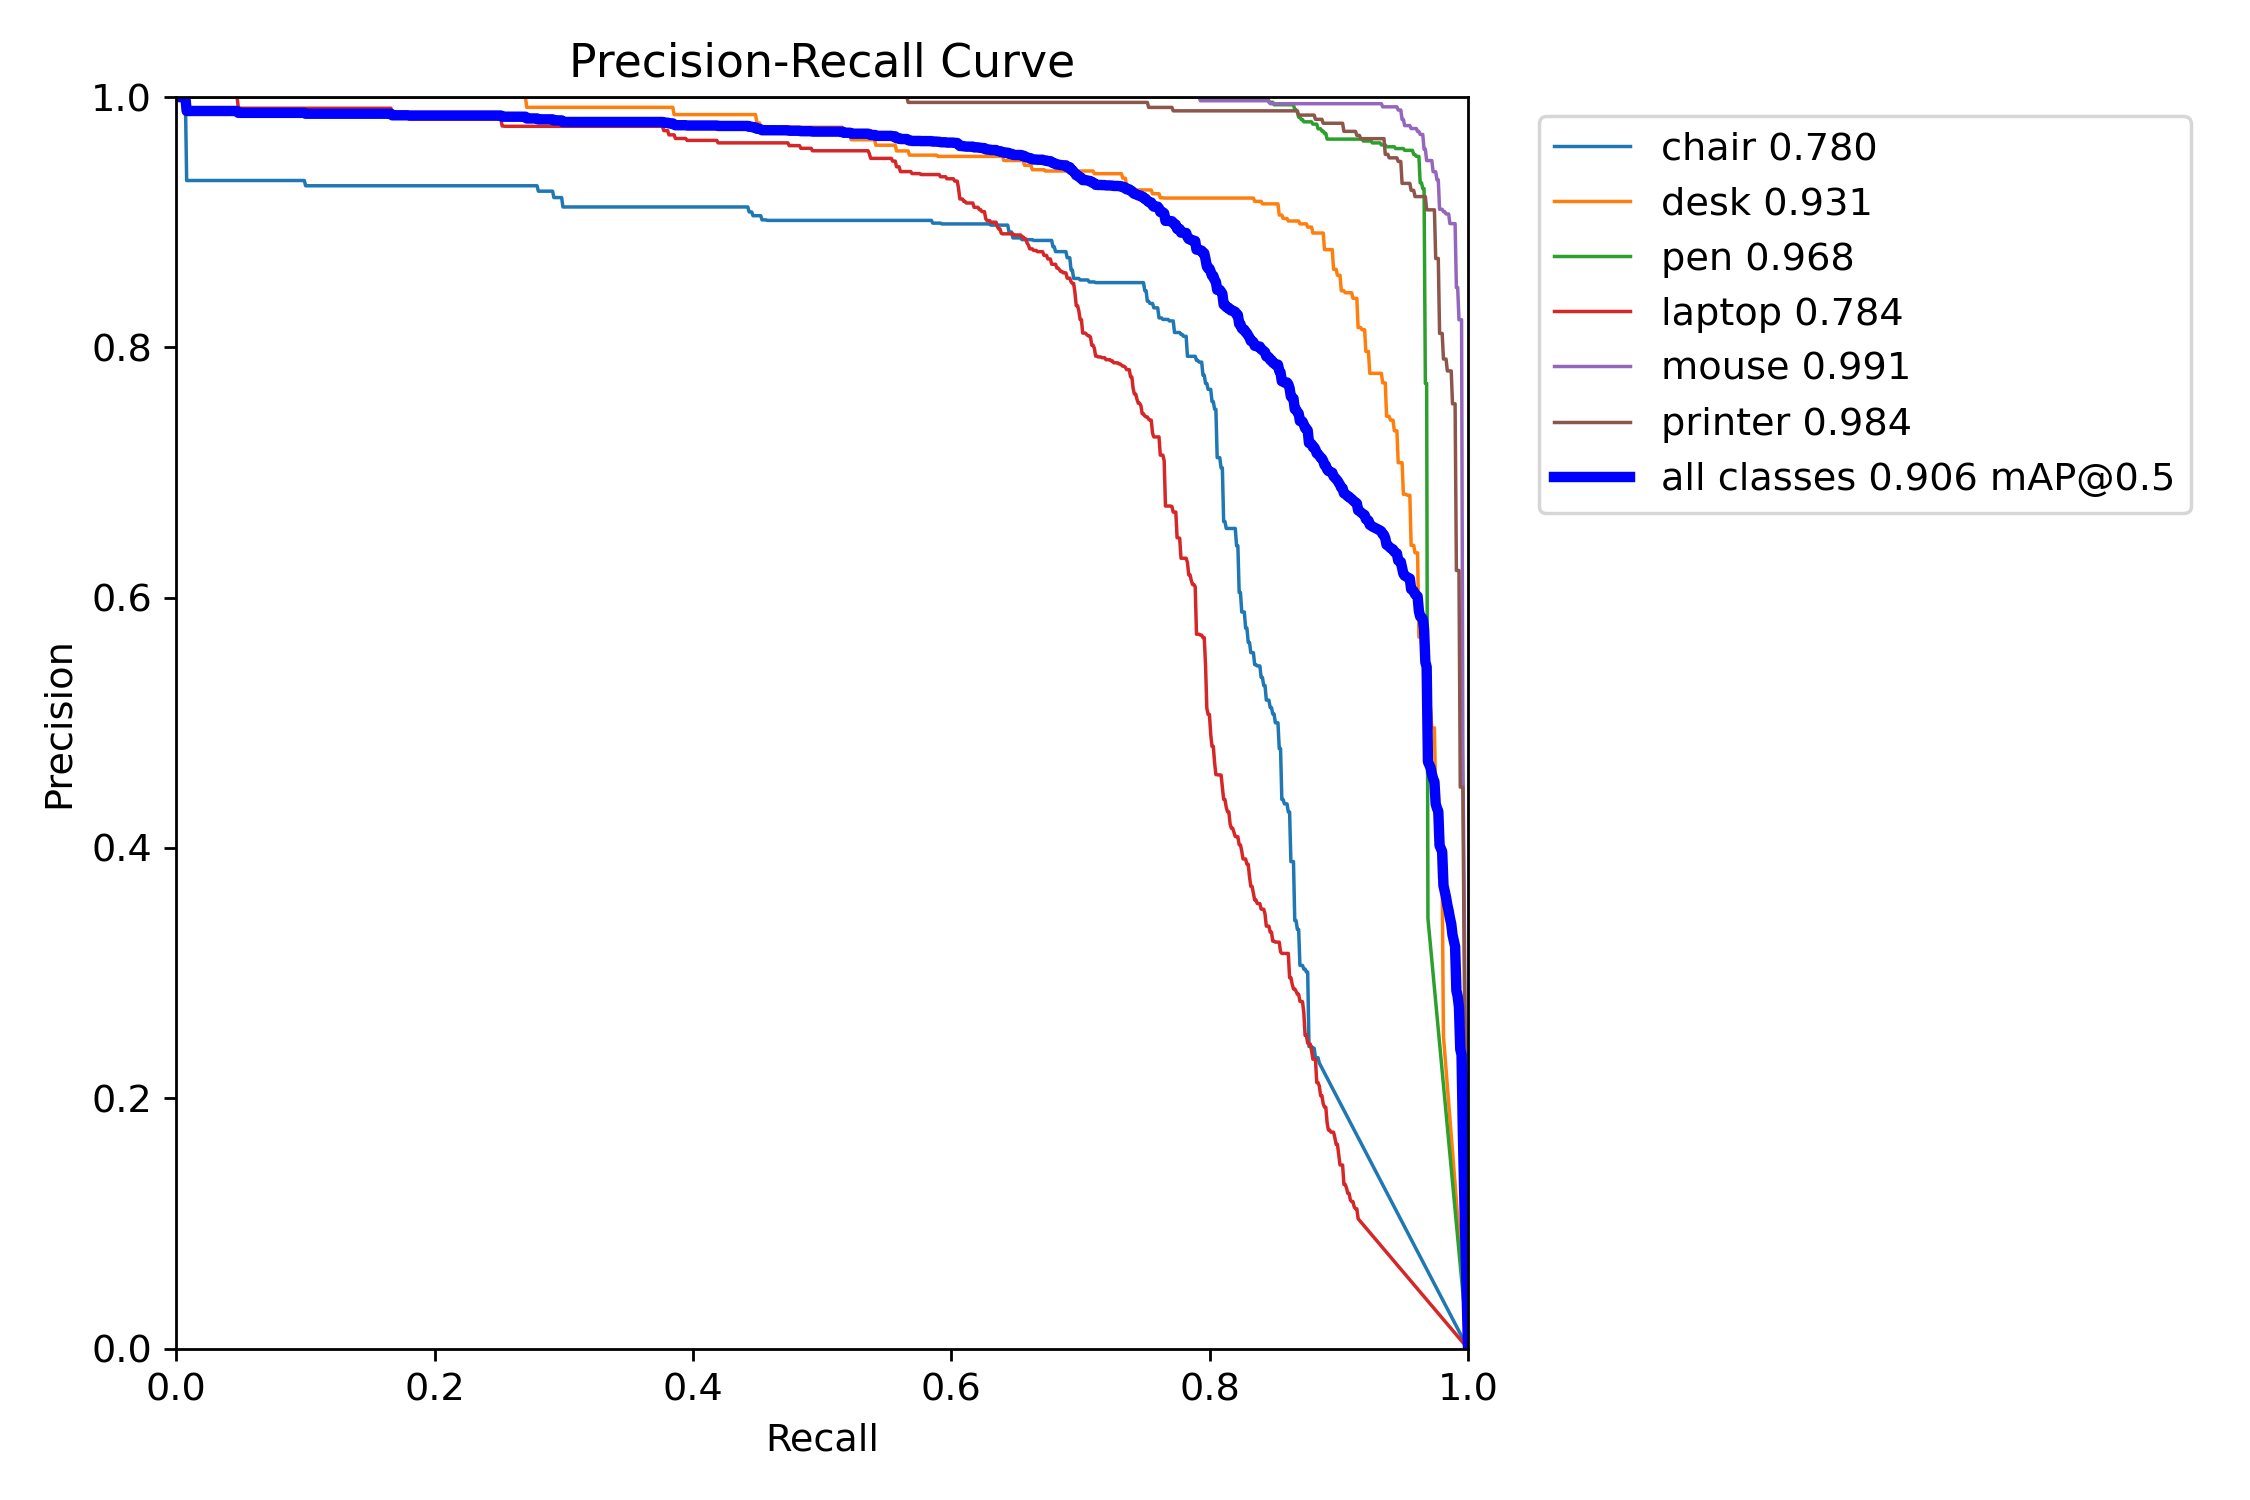 Precision-Recall Curve
1.0
0.8
0.6
0.4
0.2
0.0
Precision
0.0 0.2 0.4 0.6 0.8 1.0
Recall
chair 0.780
desk 0.931
pen 0.968
laptop 0.784
mouse 0.991
printer 0.984
all classes 0.906 mAP@0.5